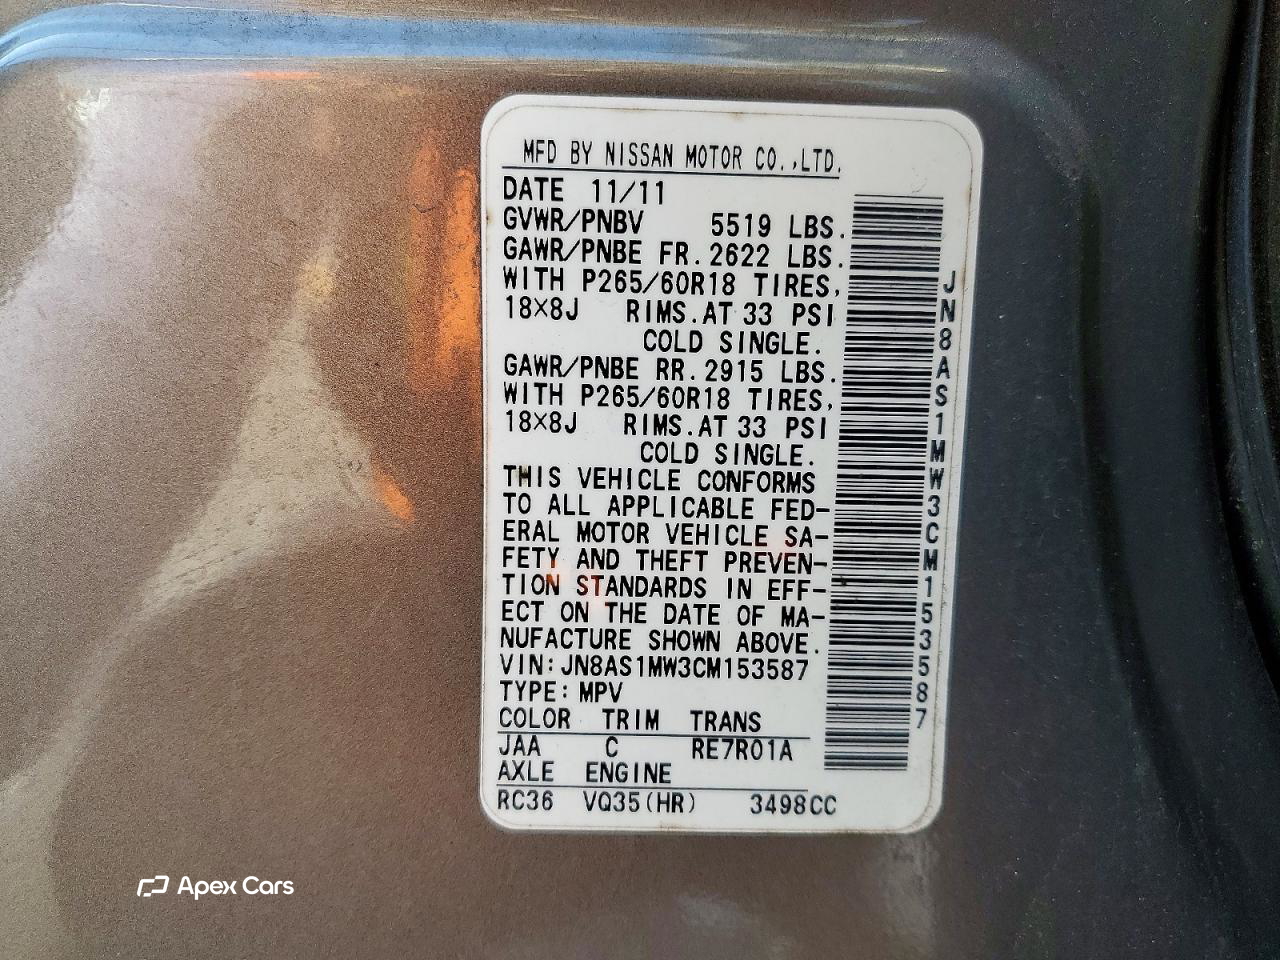 MFD BY NISSAN MOTOR CO.,LTD.
DATE 11/11
GVWR/PNBV 5519 LBS.
GAWR/PNBE FR. 2622 LBS.
WITH P265/60R18 TIRES,
18X8J RIMS. AT 33 PSI
COLD SINGLE.
GAWR/PNBE RR. 2915 LBS.
WITH P265/60R18 TIRES,
18X8J RIMS. AT 33 PSI
COLD SINGLE.
THIS VEHICLE CONFORMS
TO ALL APPLICABLE FED-
ERAL MOTOR VEHICLE SA-
FETY AND THEFT PREVEN-
TION STANDARDS IN EFF-
ECT ON THE DATE OF MA-
NUFACTURE SHOWN ABOVE.
VIN: JN8AS1MW3CM153587
TYPE: MPV
COLOR TRIM TRANS
JAA C RE7R01A
AXLE ENGINE
RC36 VQ35(HR) 3498CC
JN8AS1MW3CM153587
Apex Cars